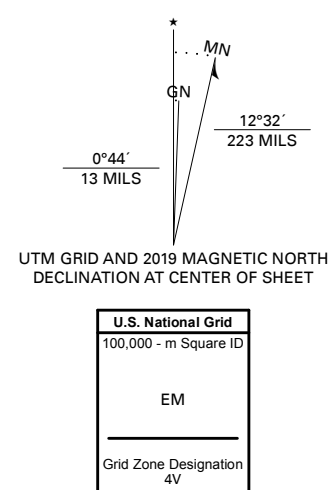 ★
MN
GN
12°32´
223 MILS
0°44´
13 MILS
UTM GRID AND 2019 MAGNETIC NORTH
DECLINATION AT CENTER OF SHEET
U.S. National Grid
100,000 - m Square ID
EM
Grid Zone Designation
4V